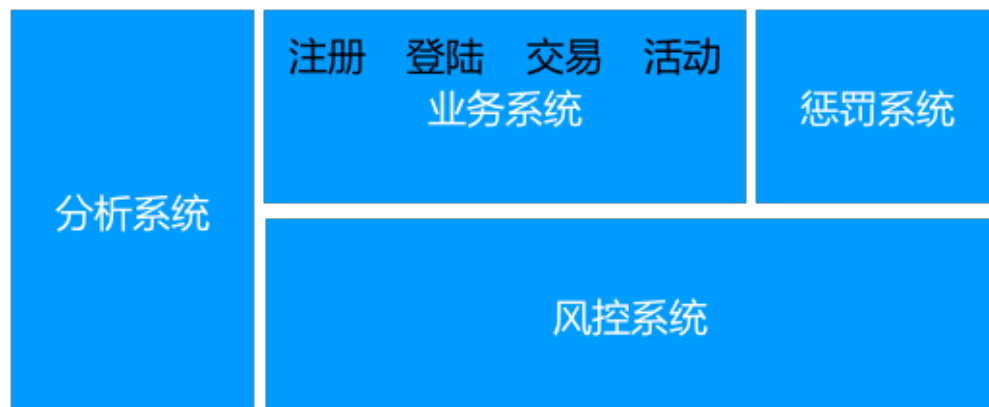 注册 登陆 交易 活动
业务系统
惩罚系统
分析系统
风控系统